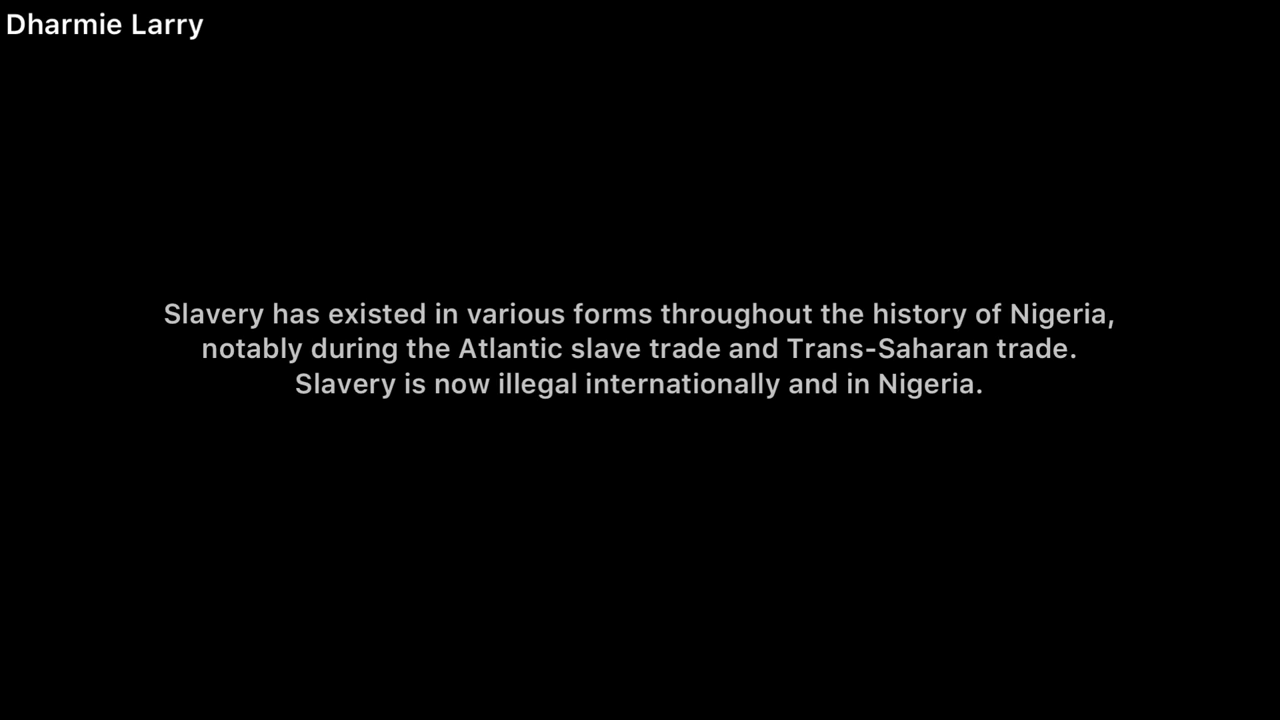 Dharmie Larry
Slavery has existed in various forms throughout the history of Nigeria,
notably during the Atlantic slave trade and Trans-Saharan trade.
Slavery is now illegal internationally and in Nigeria.